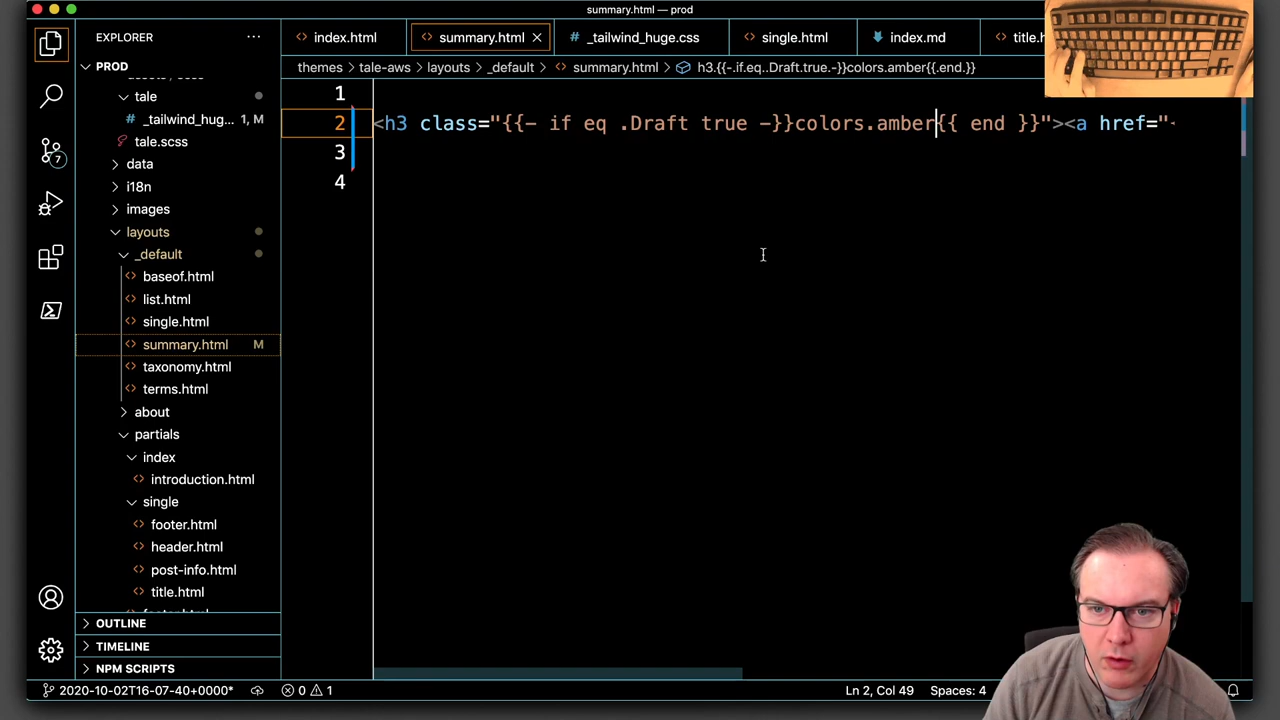 summary.html — prod
EXPLORER
index.html
summary.html
_tailwind_huge.css
single.html
index.md
PROD
themes > tale-aws > layouts > _default > summary.html > h3.{{-.if.eq..Draft.true.-}}colors.amber{{.end.}}
tale
_tailwind_hug... 1, M
tale.scss
data
i18n
images
layouts
_default
baseof.html
list.html
single.html
summary.html M
taxonomy.html
terms.html
about
partials
index
introduction.html
single
footer.html
header.html
post-info.html
title.html
1
2 <h3 class="{{- if eq .Draft true -}}colors.amber{{ end }}"><a href="
3
4
OUTLINE
TIMELINE
NPM SCRIPTS
7
2020-10-02T16-07-40+0000* 0 1
Ln 2, Col 49 Spaces: 4